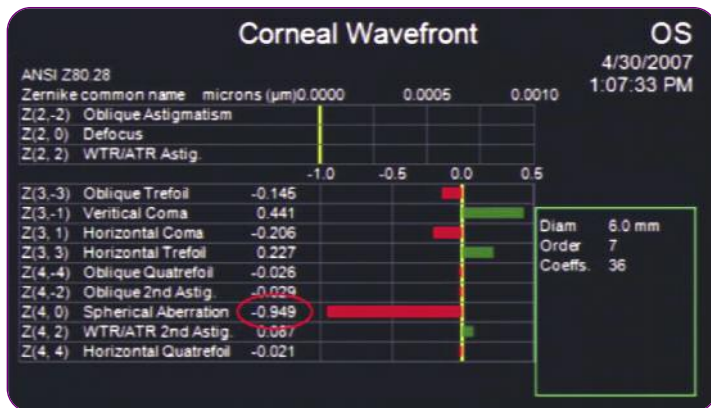 Corneal Wavefront
OS
4/30/2007
1:07:33 PM
ANSI Z80.28
Zernike common name microns (µm) 0.0000 0.0005 0.0010
Z(2,-2) Oblique Astigmatism
Z(2, 0) Defocus
Z(2, 2) WTR/ATR Astig.
-1.0 -0.5 0.0 0.5
Z(3,-3) Oblique Trefoil -0.146
Z(3,-1) Veritical Coma 0.441
Z(3, 1) Horizontal Coma -0.206
Z(3, 3) Horizontal Trefoil 0.227
Z(4,-4) Oblique Quatrefoil -0.026
Z(4,-2) Oblique 2nd Astig. -0.029
Z(4, 0) Spherical Aberration -0.949
Z(4, 2) WTR/ATR 2nd Astig. 0.087
Z(4, 4) Horizontal Quatrefoil -0.021
Diam 6.0 mm
Order 7
Coeffs. 36